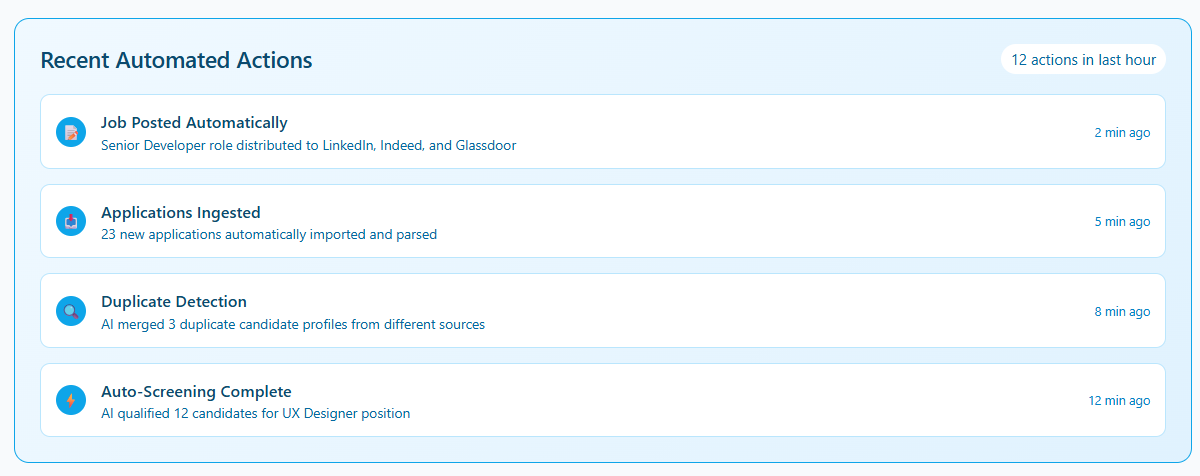 Recent Automated Actions
12 actions in last hour
Job Posted Automatically
Senior Developer role distributed to LinkedIn, Indeed, and Glassdoor
2 min ago
Applications Ingested
23 new applications automatically imported and parsed
5 min ago
Duplicate Detection
AI merged 3 duplicate candidate profiles from different sources
8 min ago
Auto-Screening Complete
AI qualified 12 candidates for UX Designer position
12 min ago